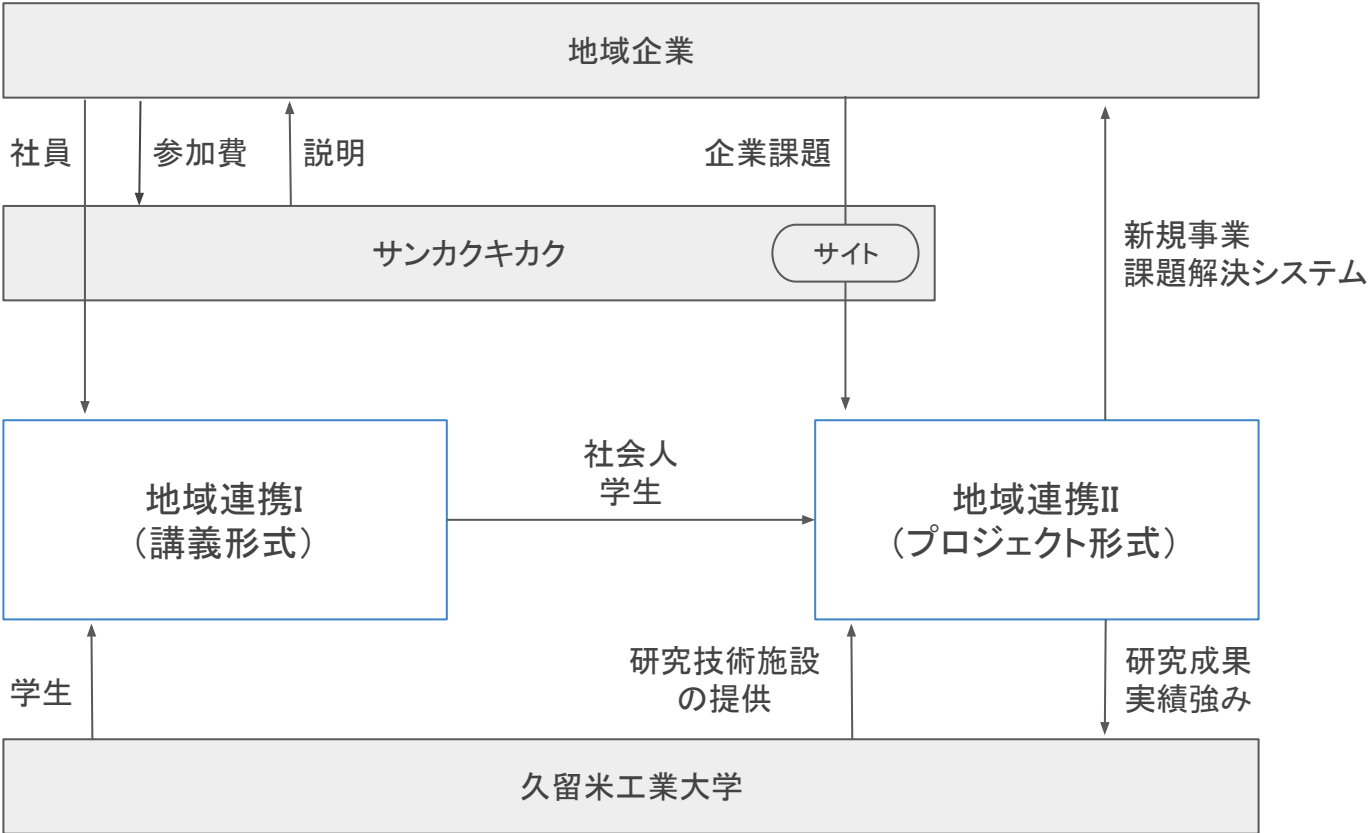 地域企業
社員
参加費
説明
企業課題
サンカクキカク
サイト
新規事業
課題解決システム
地域連携I
（講義形式）
社会人
学生
地域連携II
（プロジェクト形式）
学生
研究技術施設
の提供
研究成果
実績強み
久留米工業大学